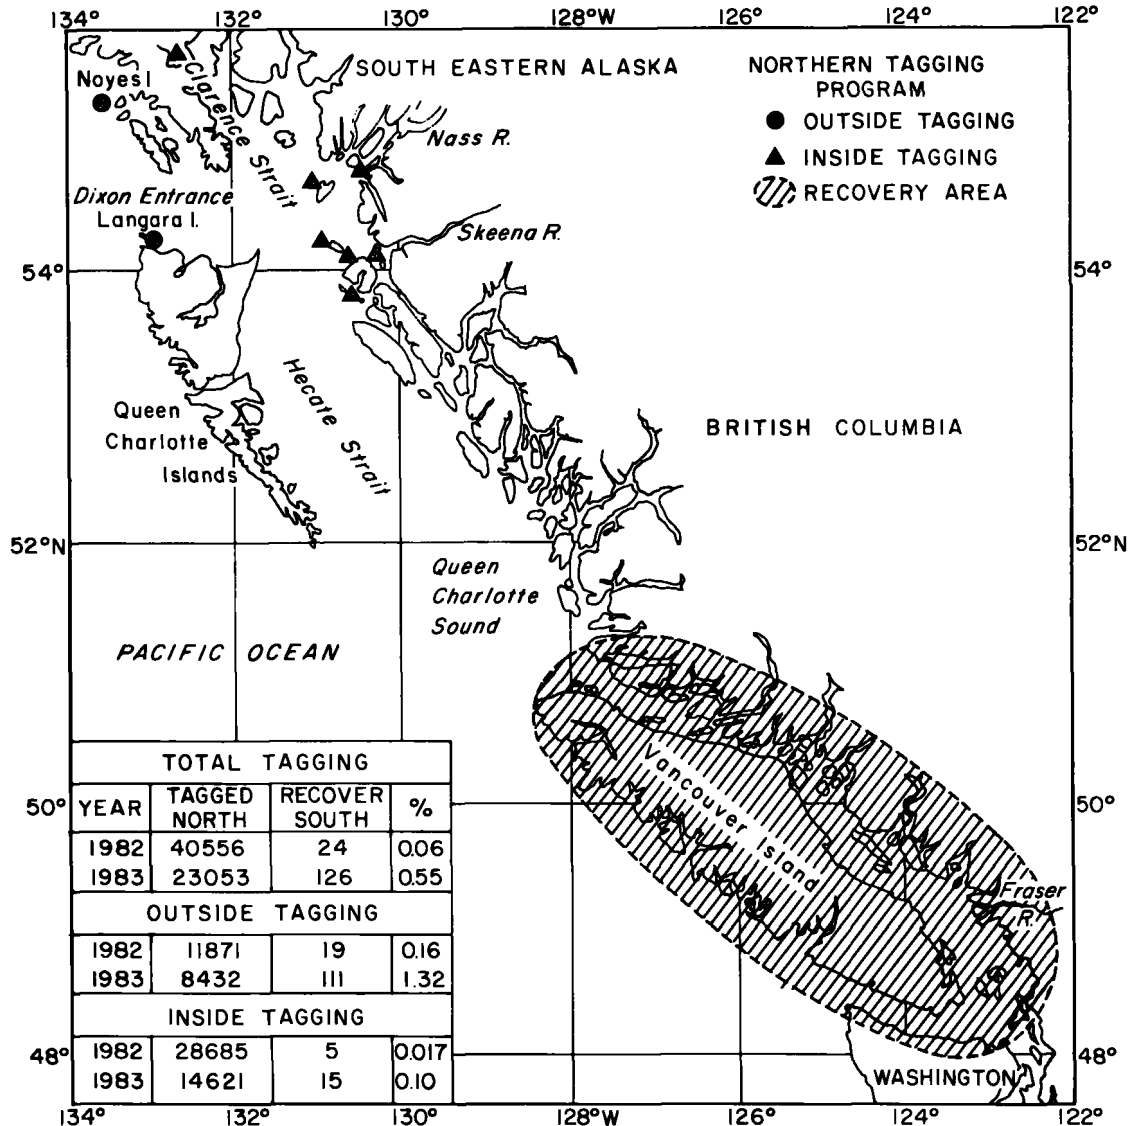 134° 132° 130° 128°W 126° 124° 122°
Noyes I
Clarence Strait
SOUTH EASTERN ALASKA
NORTHERN TAGGING
PROGRAM
OUTSIDE TAGGING
INSIDE TAGGING
RECOVERY AREA
Nass R.
Dixon Entrance
Langara I.
Skeena R.
54° 54°
Hecate Strait
Queen
Charlotte
Islands
BRITISH COLUMBIA
52°N 52°N
Queen
Charlotte
Sound
PACIFIC OCEAN
Vancouver Island
50° 50°
Fraser
R.
TOTAL TAGGING
YEAR TAGGED NORTH RECOVER SOUTH %
1982 40556 24 0.06
1983 23053 126 0.55
OUTSIDE TAGGING
1982 11871 19 0.16
1983 8432 111 1.32
INSIDE TAGGING
1982 28685 5 0.017
1983 14621 15 0.10
48° 48°
WASHINGTON
134° 132° 130° 128°W 126° 124° 122°